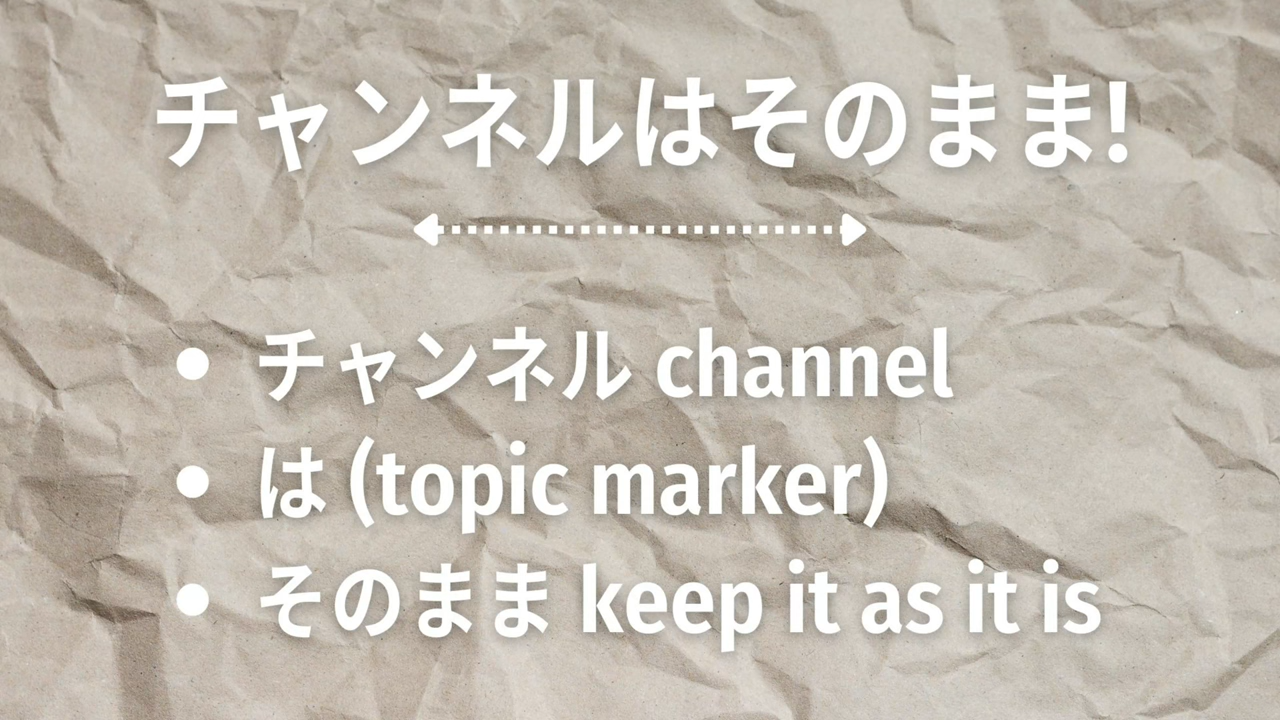 チャンネルはそのまま!
チャンネル channel
は (topic marker)
そのまま keep it as it is